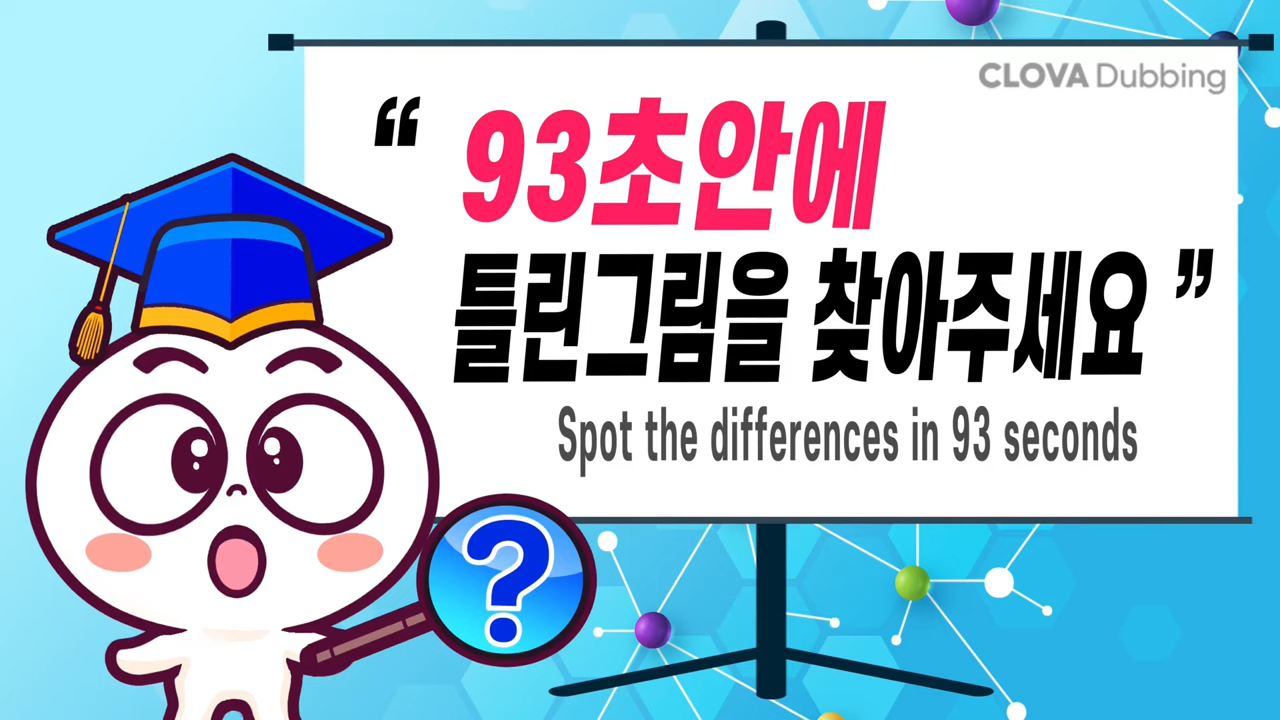 CLOVA Dubbing
“ 93초안에
틀린그림을 찾아주세요 ”
Spot the differences in 93 seconds
?